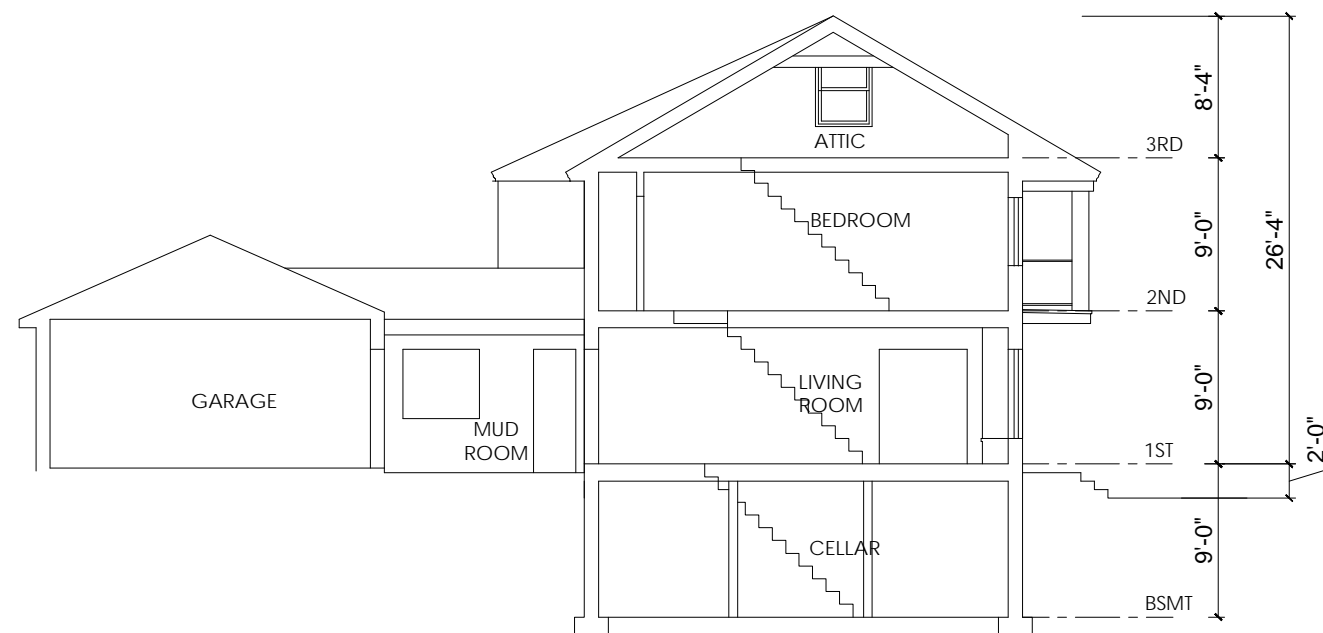 8'-4"
ATTIC
3RD
BEDROOM
9'-0"
26'-4"
2ND
LIVING
ROOM
GARAGE
MUD
ROOM
9'-0"
2'-0"
1ST
CELLAR
9'-0"
BSMT